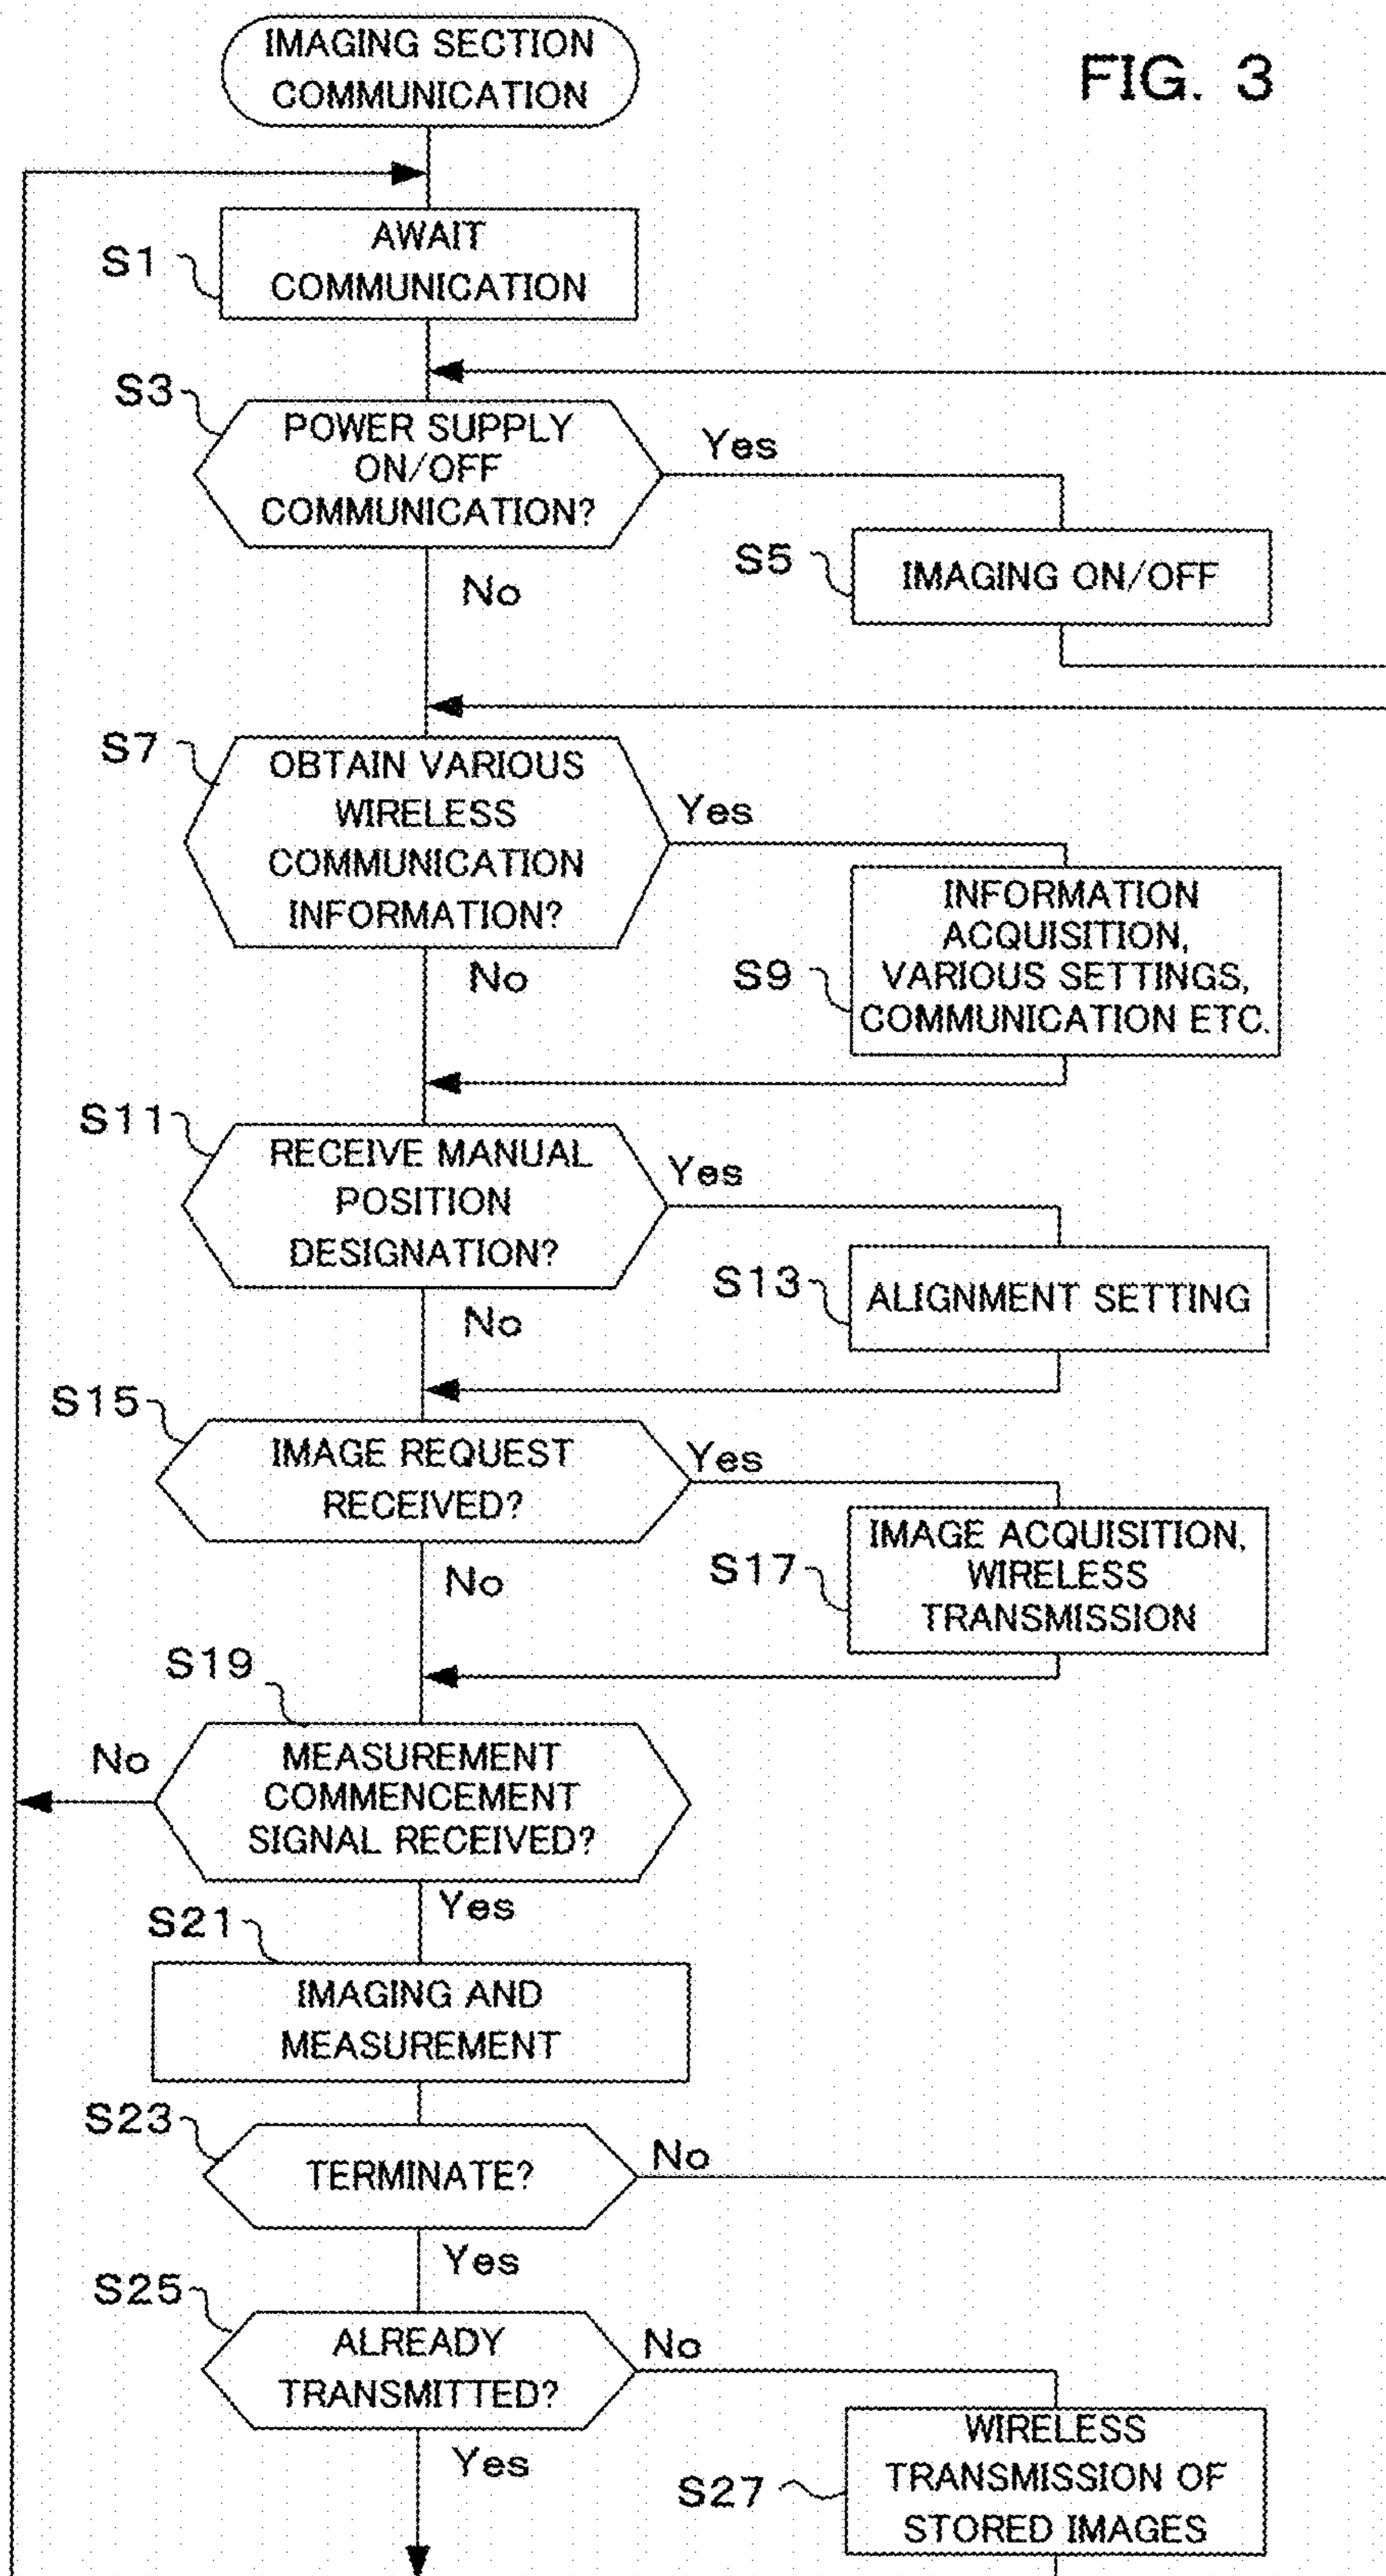 IMAGING SECTION
COMMUNICATION
FIG. 3
S1
AWAIT
COMMUNICATION
S3
POWER SUPPLY
ON/OFF
COMMUNICATION?
Yes
No
S5
IMAGING ON/OFF
S7
OBTAIN VARIOUS
WIRELESS
COMMUNICATION
INFORMATION?
Yes
No
S9
INFORMATION
ACQUISITION,
VARIOUS SETTINGS,
COMMUNICATION ETC.
S11
RECEIVE MANUAL
POSITION
DESIGNATION?
Yes
No
S13
ALIGNMENT SETTING
S15
IMAGE REQUEST
RECEIVED?
Yes
No
S17
IMAGE ACQUISITION,
WIRELESS
TRANSMISSION
S19
MEASUREMENT
COMMENCEMENT
SIGNAL RECEIVED?
No
Yes
S21
IMAGING AND
MEASUREMENT
S23
TERMINATE?
No
Yes
S25
ALREADY
TRANSMITTED?
No
Yes
S27
WIRELESS
TRANSMISSION OF
STORED IMAGES